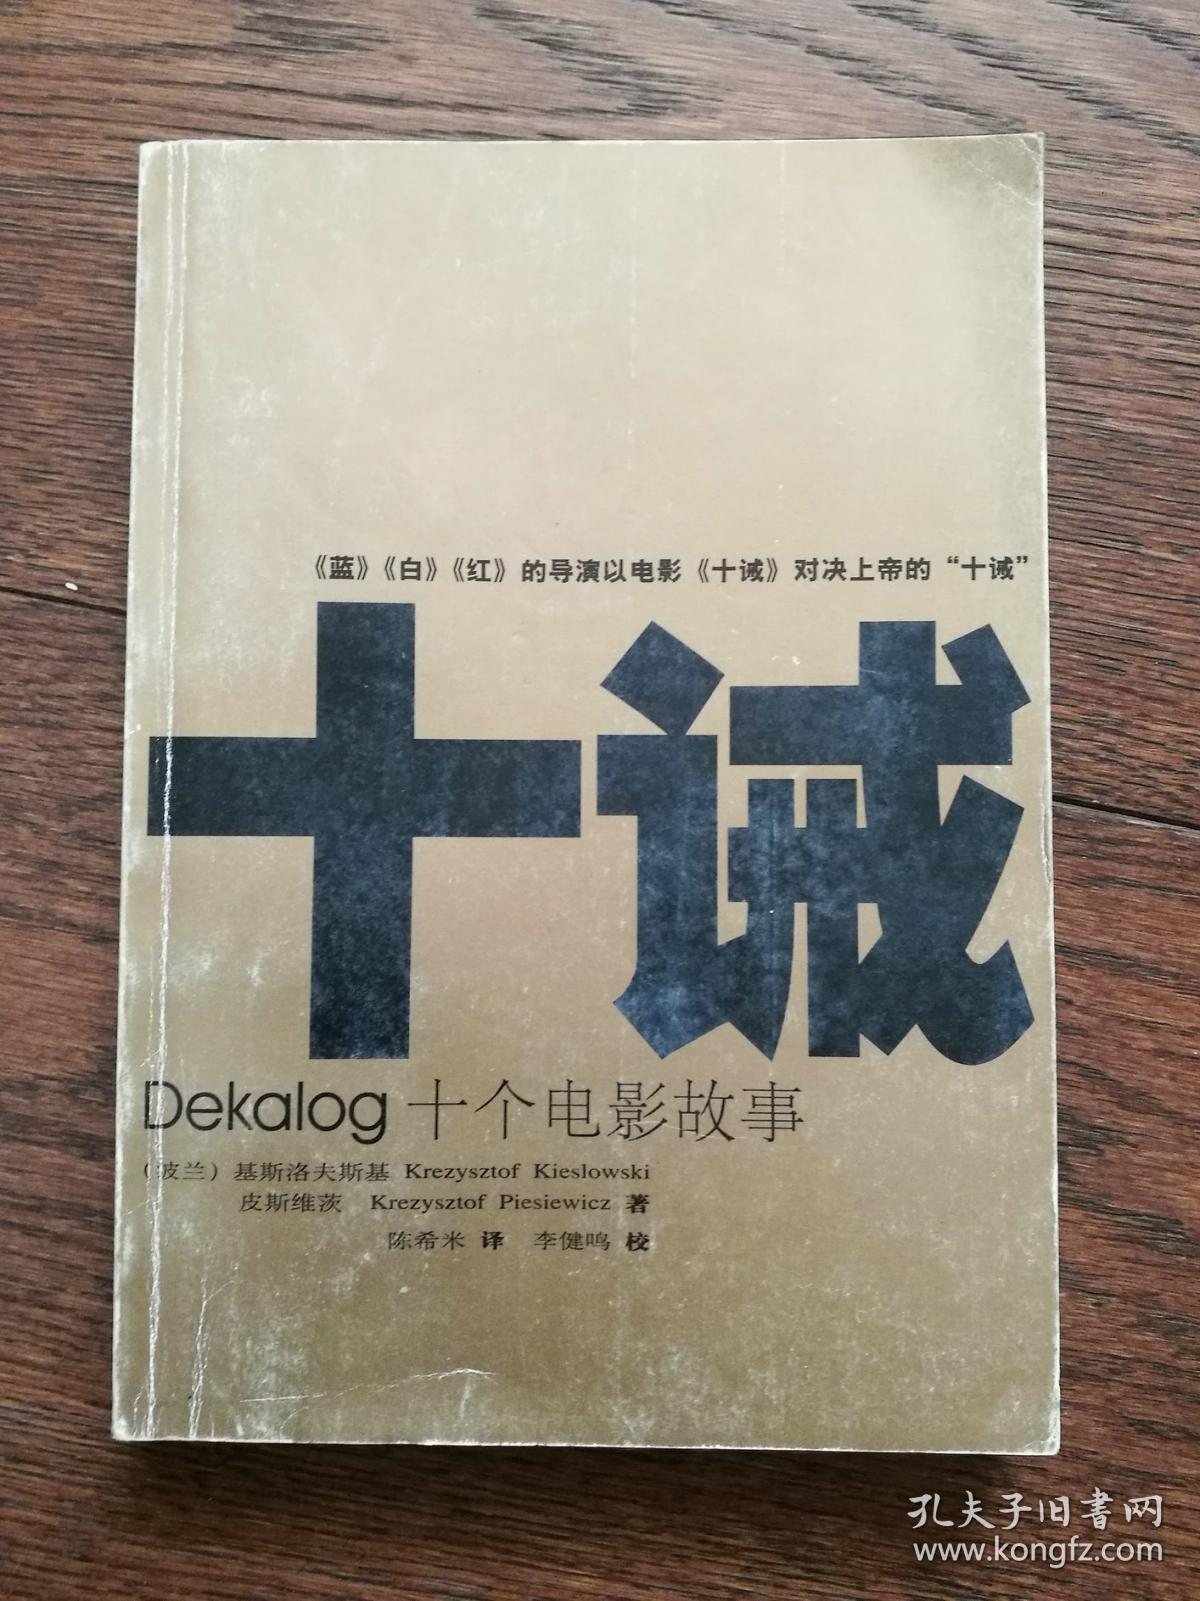 《蓝》《白》《红》的导演以电影《十诫》对决上帝的“十诫”
十诫
Dekalog 十个电影故事
（波兰）基斯洛夫斯基 Krezysztof Kieslowski
皮斯维茨 Krezysztof Piesiewicz 著
陈希米 译 李健鸣 校
孔夫子旧书网
www.kongfz.com